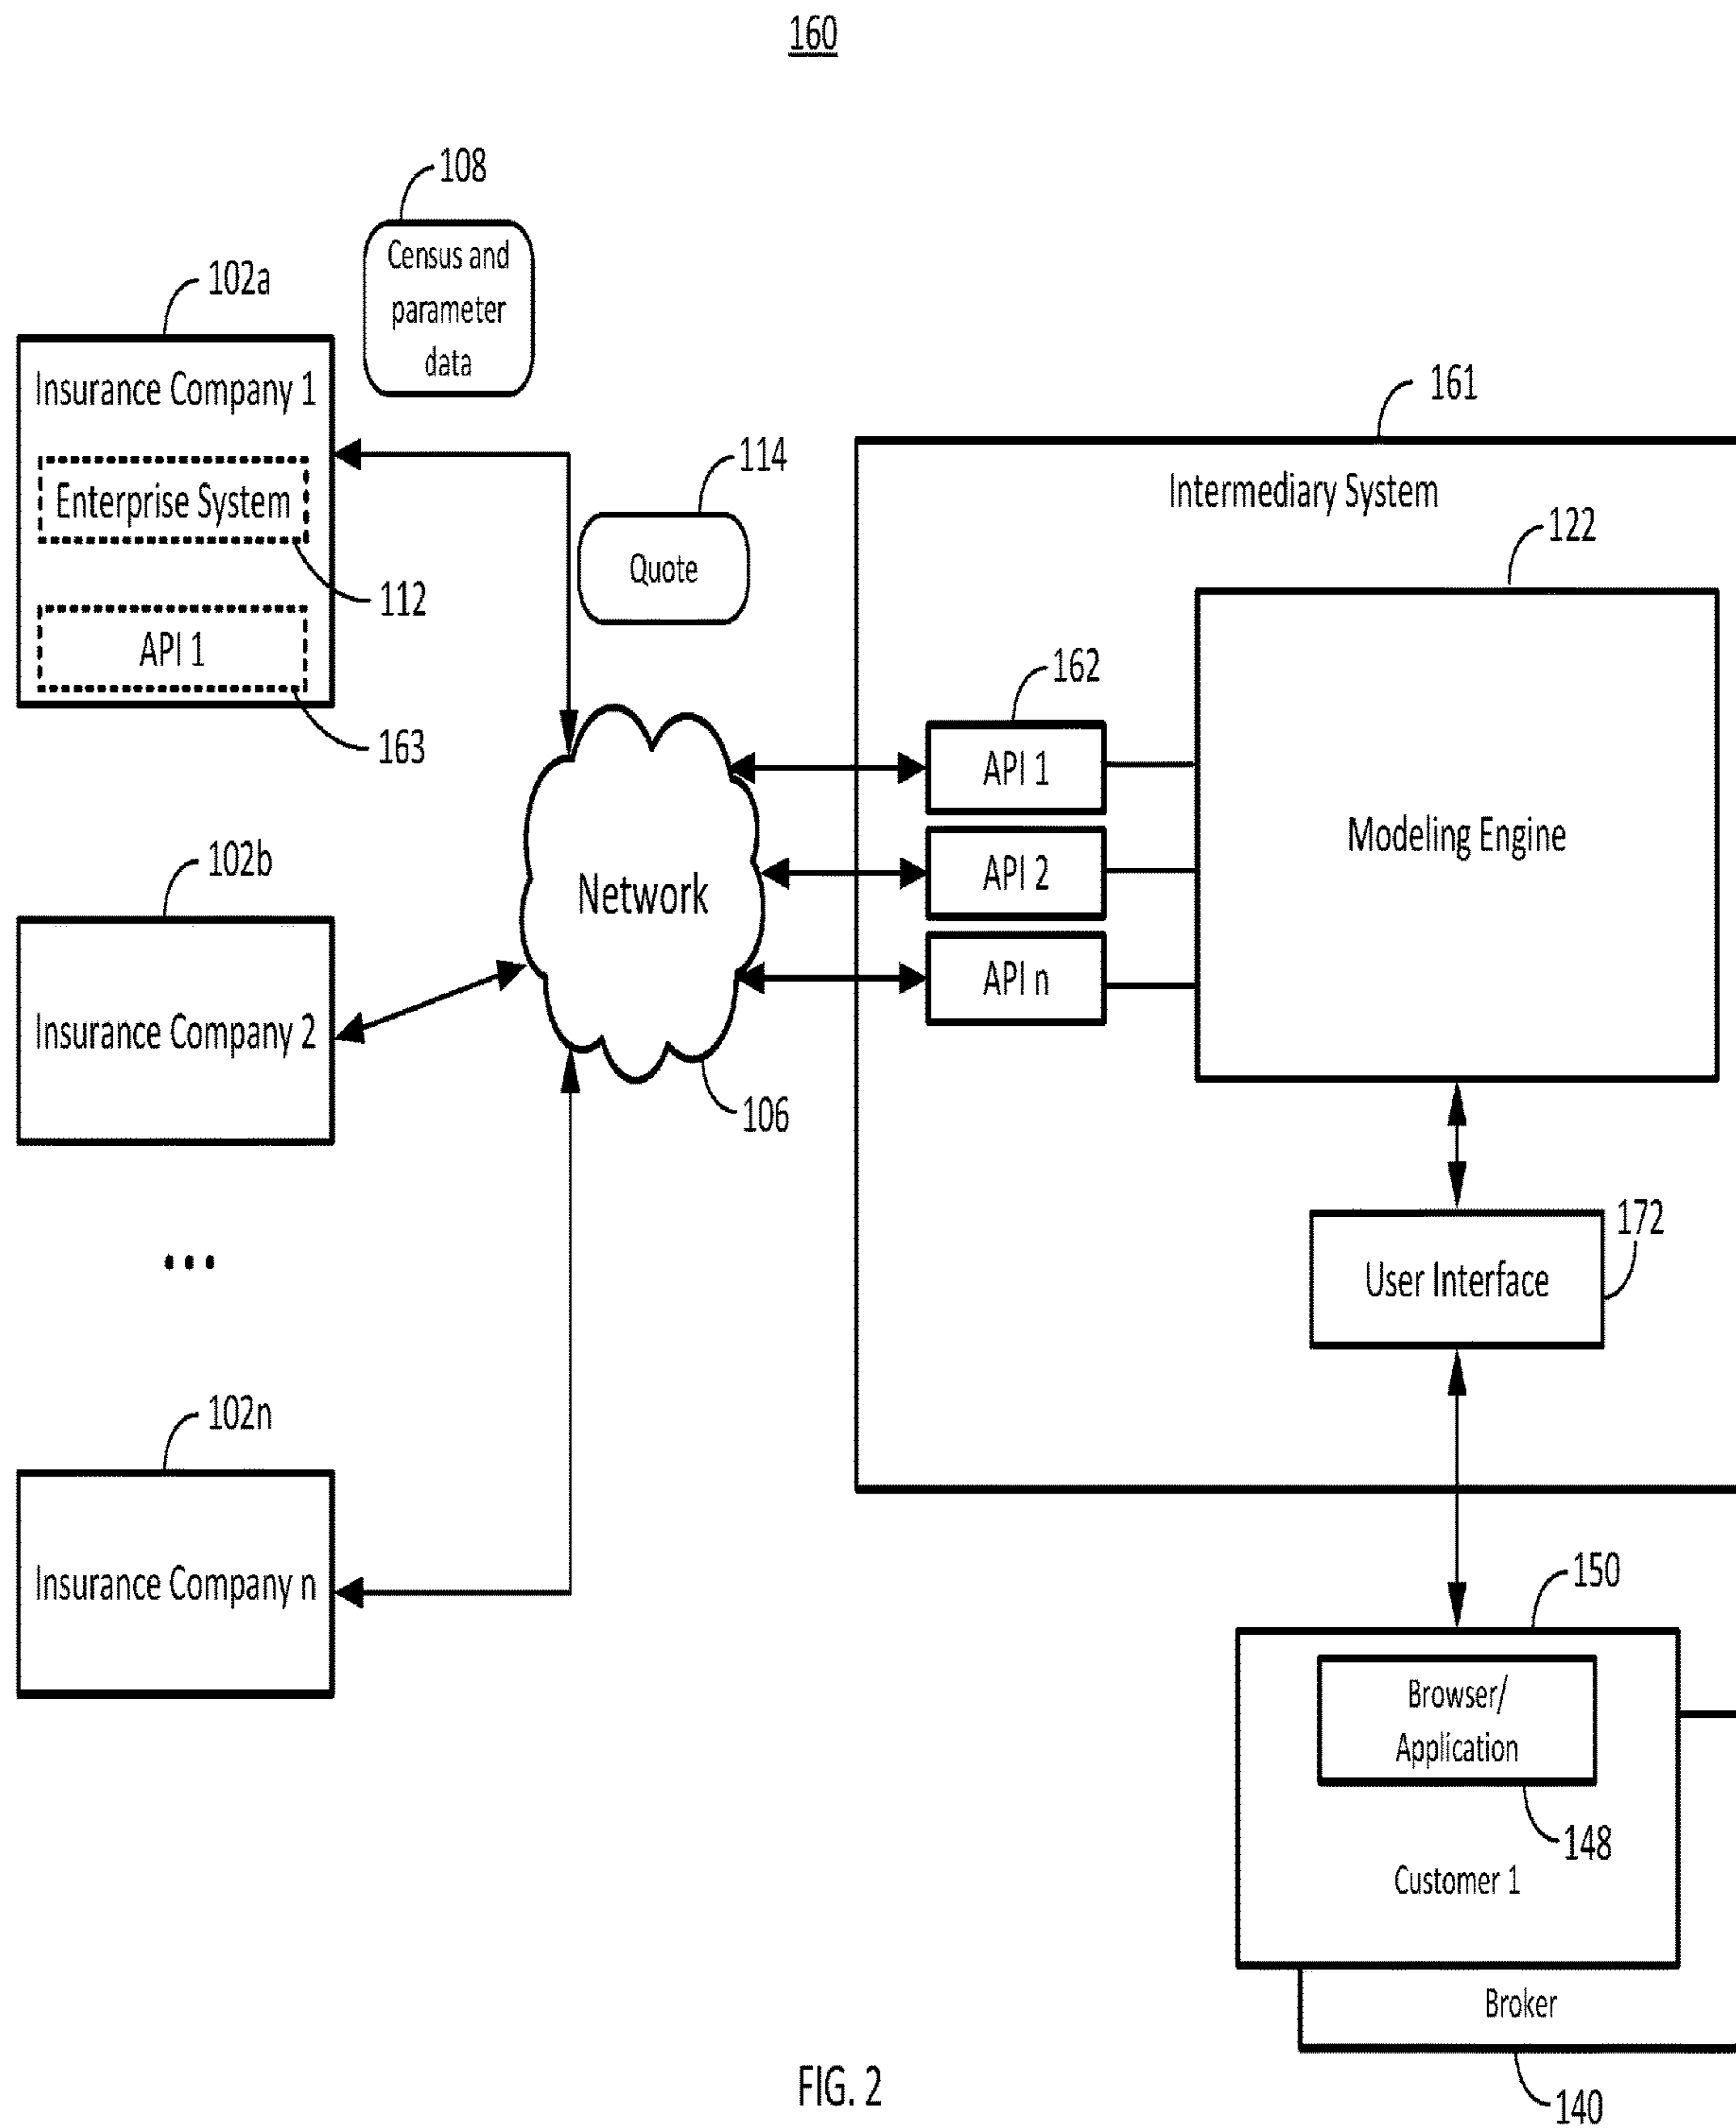 160
108
Census and
parameter
data
102a
Insurance Company 1
Enterprise System
112
API 1
163
114
Quote
161
Intermediary System
122
Modeling Engine
162
API 1
API 2
API n
Network
106
102b
Insurance Company 2
...
172
User Interface
102n
Insurance Company n
150
Browser/
Application
148
Customer 1
Broker
140
FIG. 2